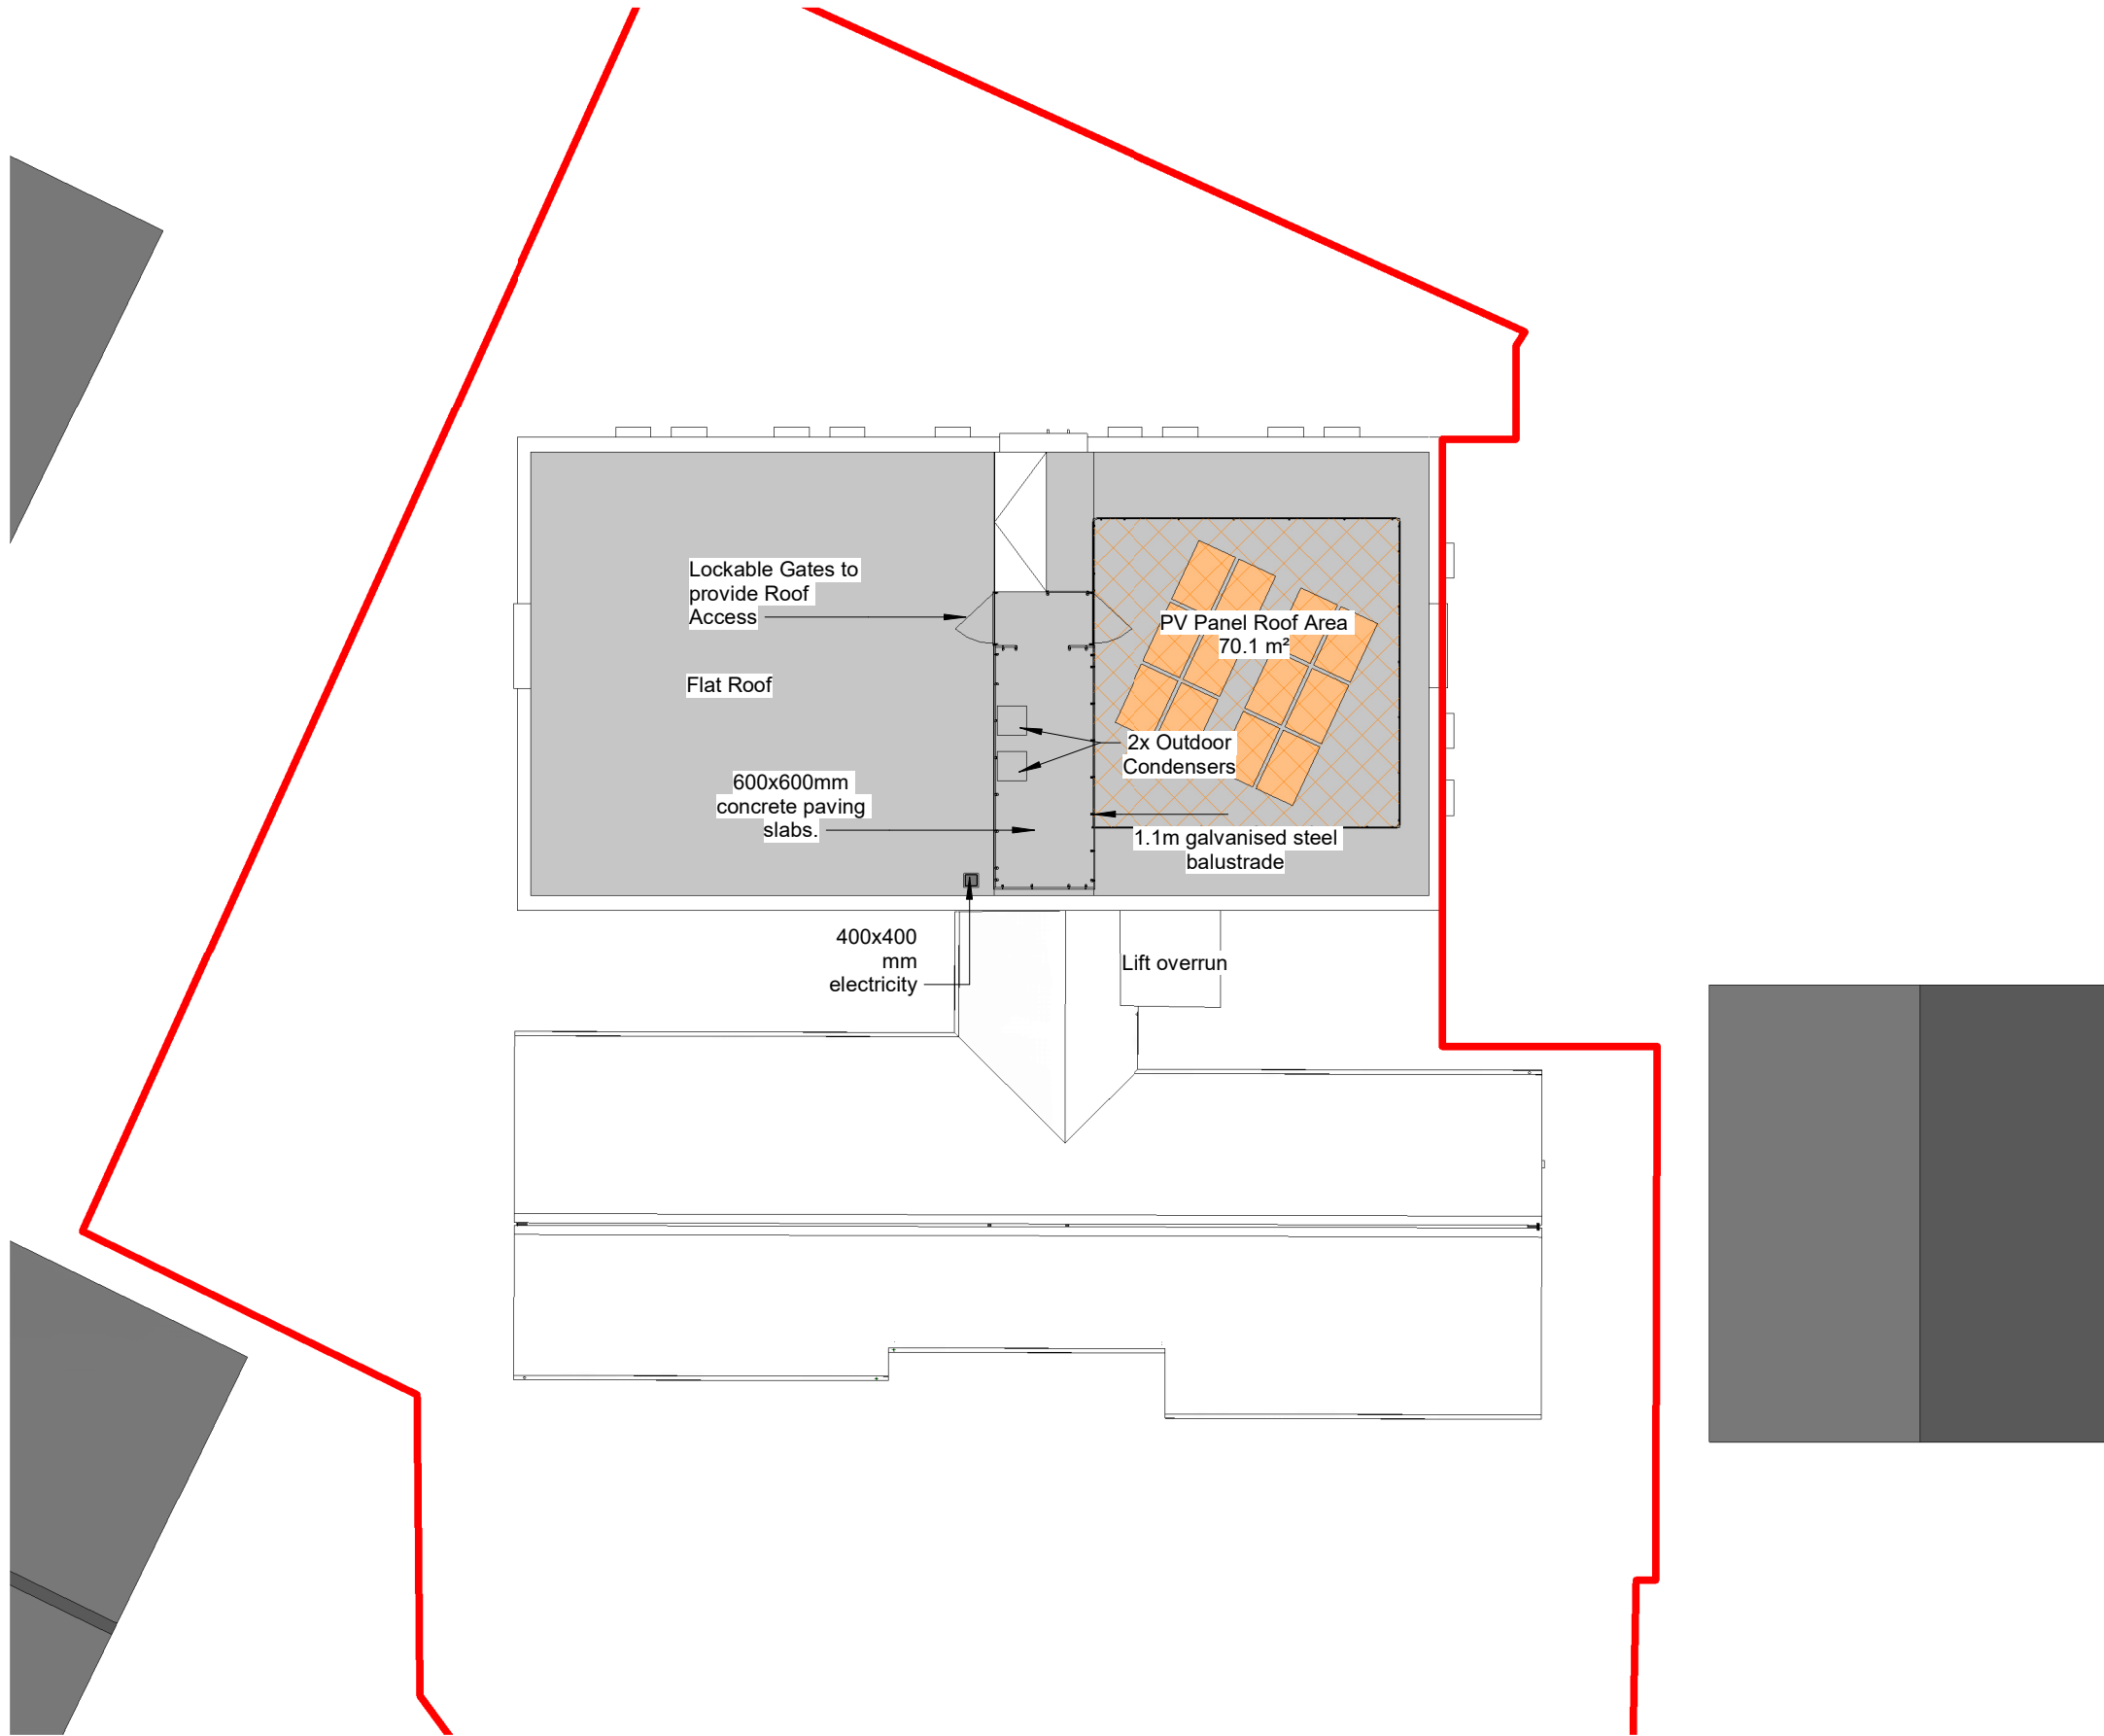 Lockable Gates to
provide Roof
Access
PV Panel Roof Area
70.1 m²
Flat Roof
2x Outdoor
Condensers
600x600mm
concrete paving
slabs.
1.1m galvanised steel
balustrade
400x400
mm
electricity
Lift overrun